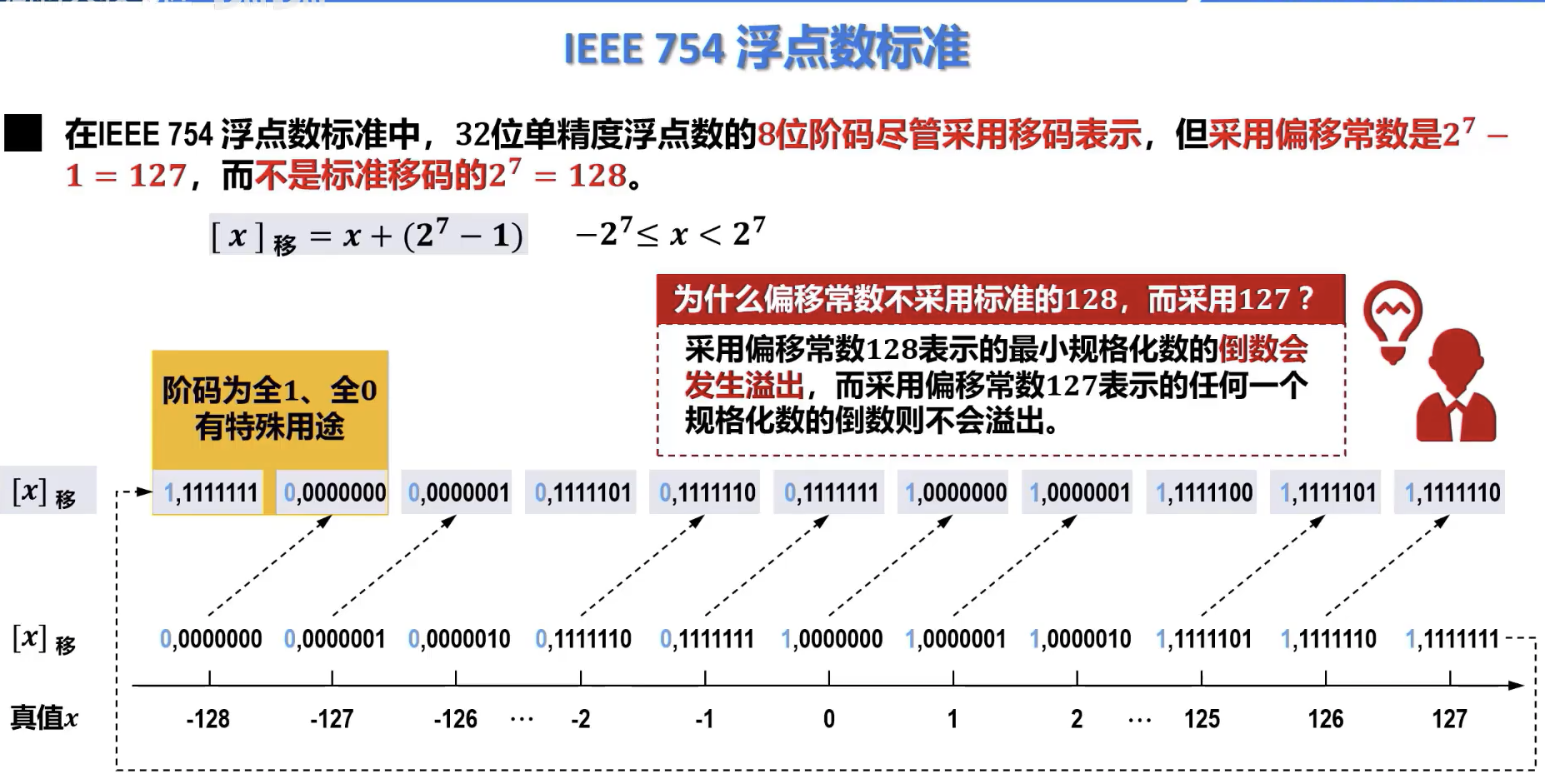 IEEE 754 浮点数标准
在IEEE 754 浮点数标准中，32位单精度浮点数的8位阶码尽管采用移码表示，但采用偏移常数是2⁷ −
1 = 127，而不是标准移码的2⁷ = 128。
[ x ]移 = x + (2⁷ − 1) −2⁷ ≤ x < 2⁷
为什么偏移常数不采用标准的128，而采用127？
采用偏移常数128表示的最小规格化数的倒数会
发生溢出，而采用偏移常数127表示的任何一个
规格化数的倒数则不会溢出。
阶码为全1、全0
有特殊用途
[x]移 1,1111111 0,0000000 0,0000001 0,1111101 0,1111110 0,1111111 1,0000000 1,0000001 1,1111100 1,1111101 1,1111110
[x]移 0,0000000 0,0000001 0,0000010 0,1111110 0,1111111 1,0000000 1,0000001 1,0000010 1,1111101 1,1111110 1,1111111
真值x -128 -127 -126 ··· -2 -1 0 1 2 ··· 125 126 127